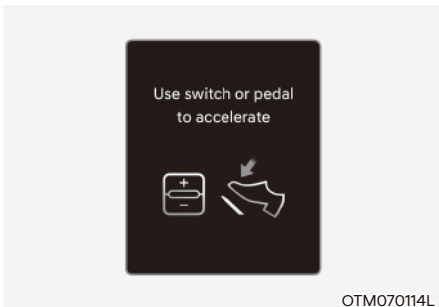 Use switch or pedal
to accelerate
+
−
OTM070114L